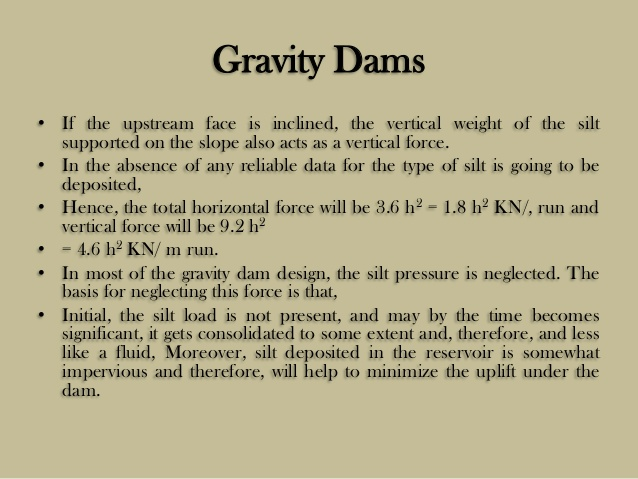 Gravity Dams
• If the upstream face is inclined, the vertical weight of the silt
supported on the slope also acts as a vertical force.
• In the absence of any reliable data for the type of silt is going to be
deposited,
• Hence, the total horizontal force will be 3.6 h² = 1.8 h² KN/, run and
vertical force will be 9.2 h²
• = 4.6 h² KN/ m run.
• In most of the gravity dam design, the silt pressure is neglected. The
basis for neglecting this force is that,
• Initial, the silt load is not present, and may by the time becomes
significant, it gets consolidated to some extent and, therefore, and less
like a fluid, Moreover, silt deposited in the reservoir is somewhat
impervious and therefore, will help to minimize the uplift under the
dam.